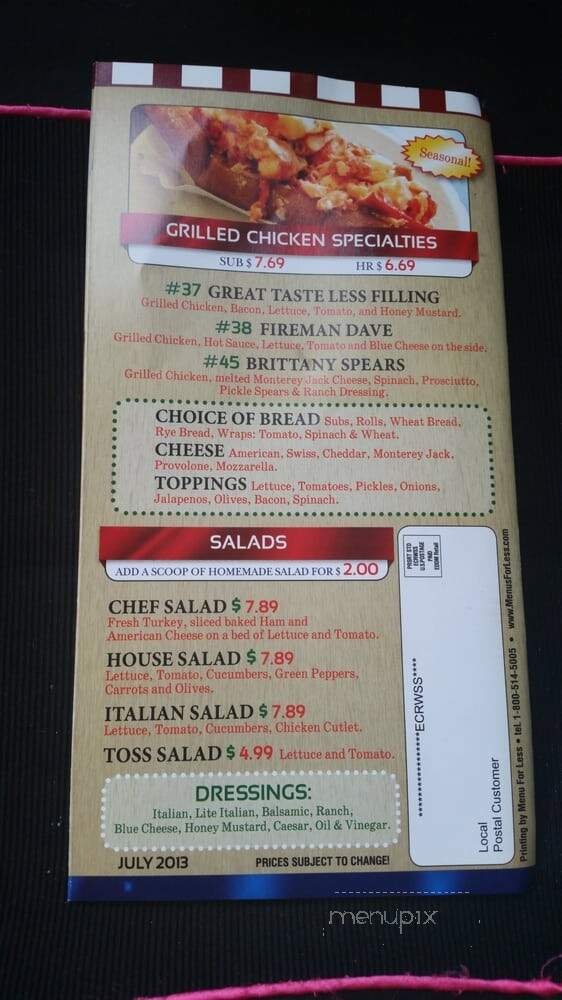 Seasonal!
GRILLED CHICKEN SPECIALTIES
SUB $7.69 HR $6.69
#37 GREAT TASTE LESS FILLING
Grilled Chicken, Bacon, Lettuce, Tomato, and Honey Mustard.
#38 FIREMAN DAVE
Grilled Chicken, Hot Sauce, Lettuce, Tomato and Blue Cheese on the side.
#45 BRITTANY SPEARS
Grilled Chicken, melted Monterey Jack Cheese, Spinach, Prosciutto,
Pickle Spears & Ranch Dressing.
CHOICE OF BREAD Subs, Rolls, Wheat Bread,
Rye Bread, Wraps: Tomato, Spinach & Wheat.
CHEESE American, Swiss, Cheddar, Monterey Jack,
Provolone, Mozzarella.
TOPPINGS Lettuce, Tomatoes, Pickles, Onions,
Jalapenos, Olives, Bacon, Spinach.
SALADS
ADD A SCOOP OF HOMEMADE SALAD FOR $2.00
CHEF SALAD $7.89
Fresh Turkey, sliced baked Ham and
American Cheese on a bed of Lettuce and Tomato.
HOUSE SALAD $7.89
Lettuce, Tomato, Cucumbers, Green Peppers,
Carrots and Olives.
ITALIAN SALAD $7.89
Lettuce, Tomato, Cucumbers, Chicken Cutlet.
TOSS SALAD $4.99 Lettuce and Tomato.
DRESSINGS:
Italian, Lite Italian, Balsamic, Ranch,
Blue Cheese, Honey Mustard, Caesar, Oil & Vinegar.
JULY 2013 PRICES SUBJECT TO CHANGE!
PRSRT STD
ECRWSS
U.S.POSTAGE
PAID
EDDM Retail
******************ECRWSS****
Local
Postal Customer
Printing by Menu For Less • tel. 1-800-514-5005 • www.MenusForLess.com
menupix